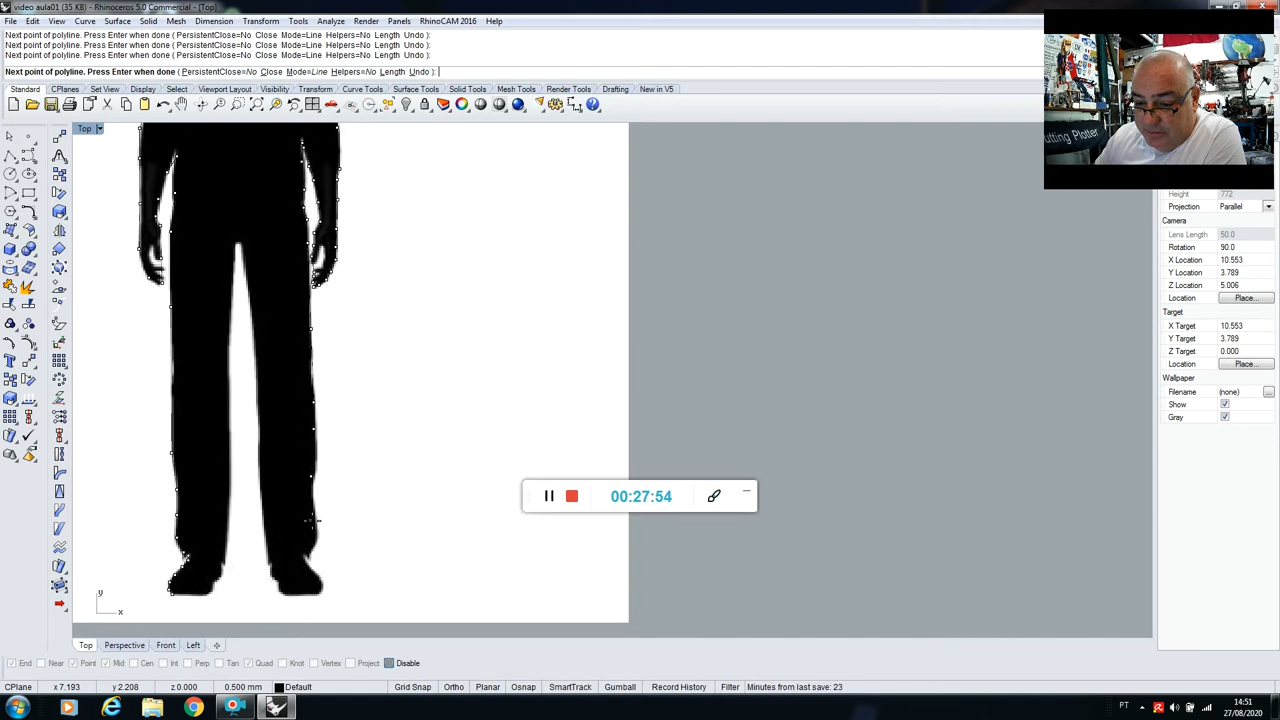 video aula01 (35 KB) - Rhinoceros 5.0 Commercial - [Top]
File Edit View Curve Surface Solid Mesh Dimension Transform Tools Analyze Render Panels RhinoCAM 2016 Help
Next point of polyline. Press Enter when done ( PersistentClose=No Close Mode=Line Helpers=No Length Undo ):
Next point of polyline. Press Enter when done ( PersistentClose=No Close Mode=Line Helpers=No Length Undo ):
Next point of polyline. Press Enter when done ( PersistentClose=No Close Mode=Line Helpers=No Length Undo ):
Next point of polyline. Press Enter when done ( PersistentClose=No Close Mode=Line Helpers=No Length Undo ):
Standard CPlanes Set View Display Select Viewport Layout Visibility Transform Curve Tools Surface Tools Solid Tools Mesh Tools Render Tools Drafting New in V5
Top
utting Plotter
Height 772
Projection Parallel
Camera
Lens Length 50.0
Rotation 90.0
X Location 10.553
Y Location 3.789
Z Location 5.006
Location Place...
Target
X Target 10.553
Y Target 3.789
Z Target 0.000
Location Place...
Wallpaper
Filename (none) ...
Show
Gray
00:27:54
y
x
Top Perspective Front Left
End Near Point Mid Cen Int Perp Tan Quad Knot Vertex Project Disable
CPlane x 7.193 y 2.208 z 0.000 0.500 mm Default Grid Snap Ortho Planar Osnap SmartTrack Gumball Record History Filter Minutes from last save: 23
PT 14:51
27/08/2020